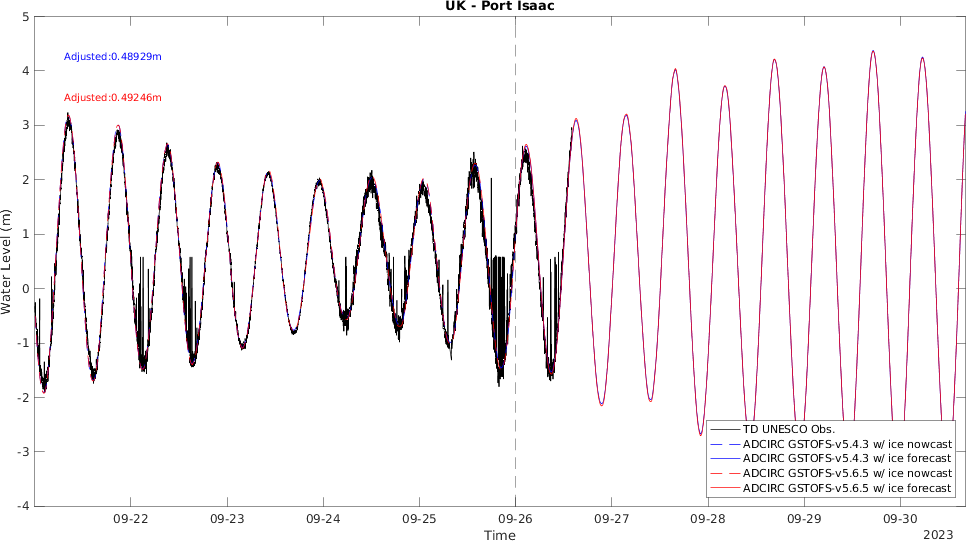 UK - Port Isaac
Adjusted:0.48929m
Adjusted:0.49246m
Water Level (m)
5
4
3
2
1
0
-1
-2
-3
-4
TD UNESCO Obs.
ADCIRC GSTOFS-v5.4.3 w/ ice nowcast
ADCIRC GSTOFS-v5.4.3 w/ ice forecast
ADCIRC GSTOFS-v5.6.5 w/ ice nowcast
ADCIRC GSTOFS-v5.6.5 w/ ice forecast
09-22 09-23 09-24 09-25 09-26 09-27 09-28 09-29 09-30
Time
2023